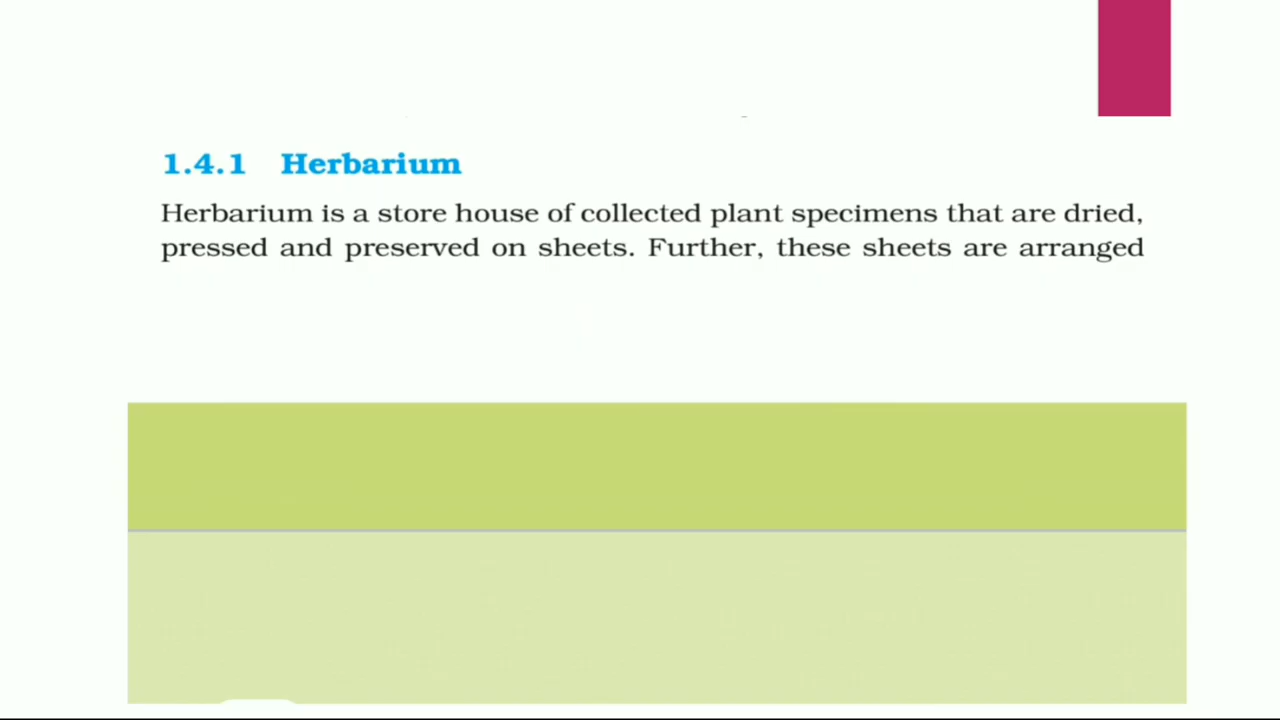 1.4.1 Herbarium
Herbarium is a store house of collected plant specimens that are dried,
pressed and preserved on sheets. Further, these sheets are arranged